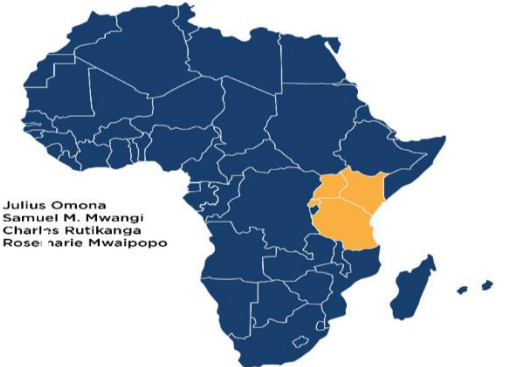 Julius Omona
Samuel M. Mwangi
Charles Rutikanga
Rosemarie Mwaipopo